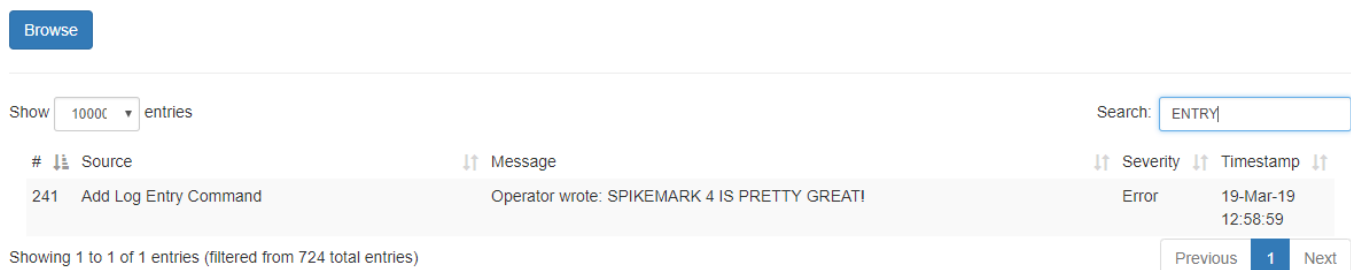 Browse
Show 10000 entries Search: ENTRY
# Source Message Severity Timestamp
241 Add Log Entry Command Operator wrote: SPIKEMARK 4 IS PRETTY GREAT! Error 19-Mar-19
12:58:59
Showing 1 to 1 of 1 entries (filtered from 724 total entries) Previous 1 Next